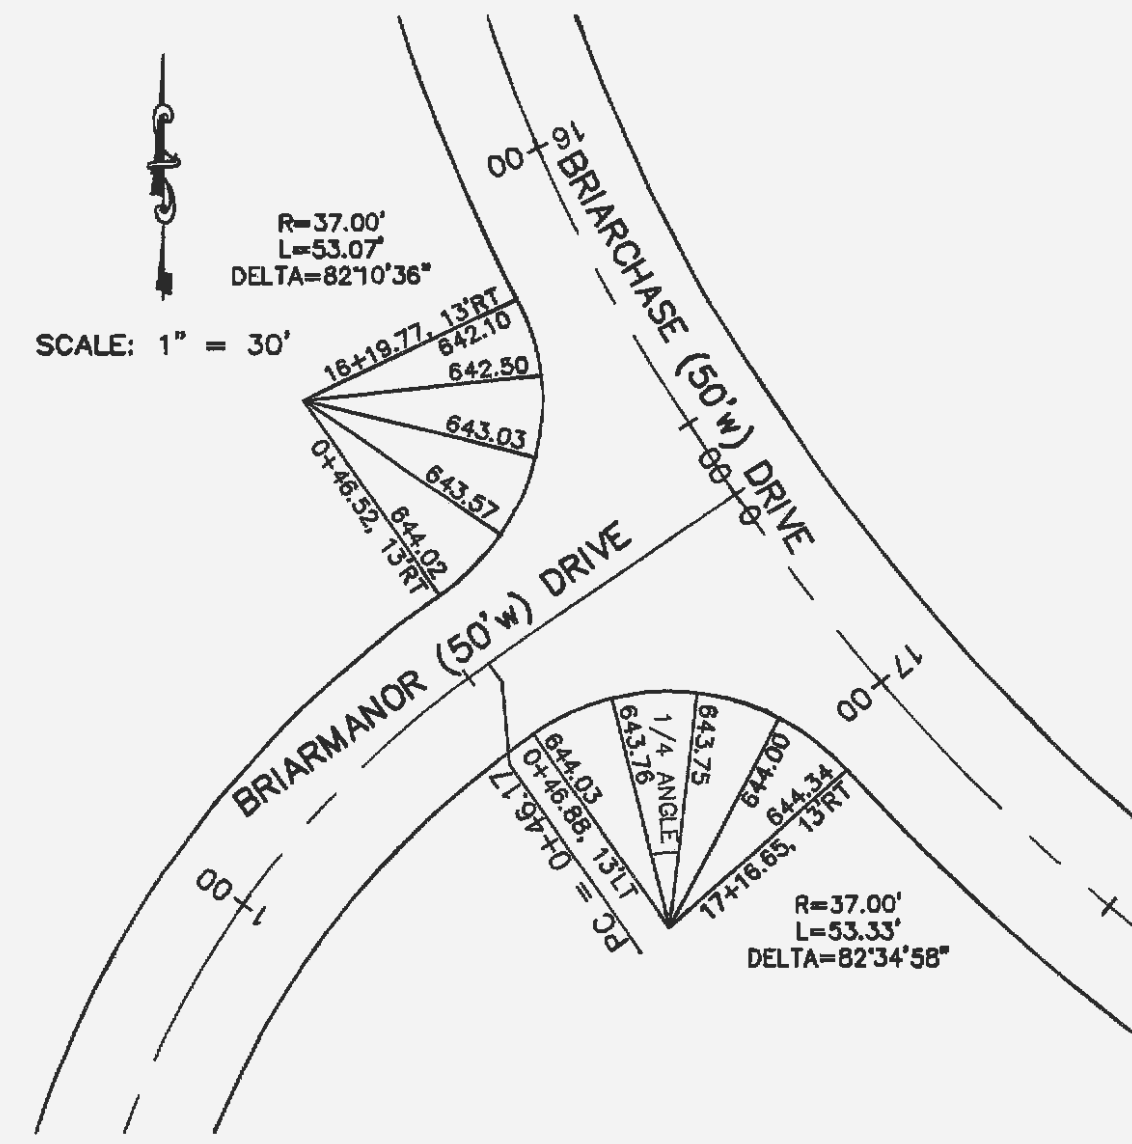 16
00
BRIARCHASE (50'w) DRIVE
R=37.00'
L=53.07'
DELTA=82°10'36"
SCALE: 1" = 30'
16+19.77, 13'RT
642.10
642.50
643.03
643.57
644.02
0+46.52, 13'RT
0+00
BRIARMANOR (50'w) DRIVE
17
00
1
00
644.03
0+46.88, 13'LT
PC = 0+46.17
643.76
1/4 ANGLE
643.75
644.00
644.34
17+16.65, 13'RT
R=37.00'
L=53.33'
DELTA=82°34'58"